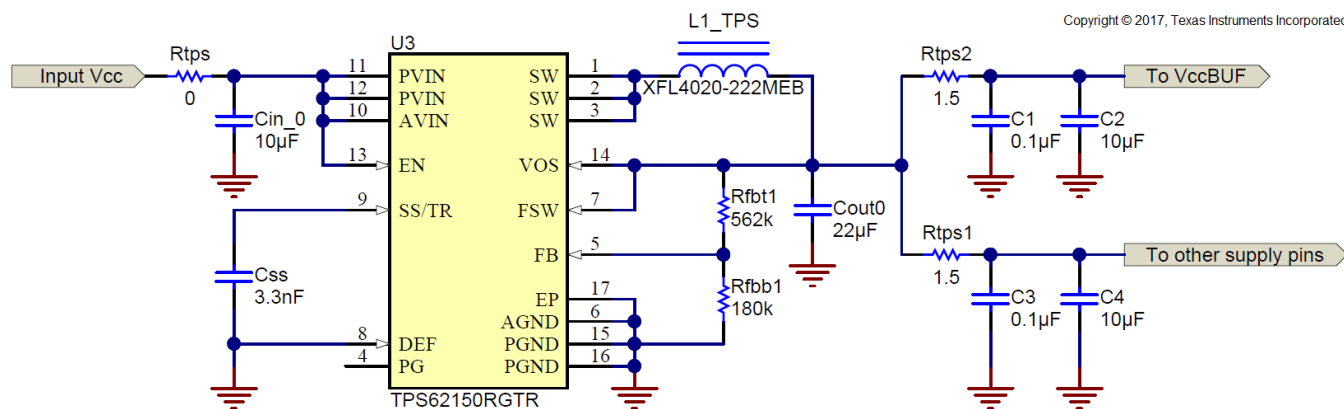 Copyright © 2017, Texas Instruments Incorporated
L1_TPS
XFL4020-222MEB
U3
Input Vcc
Rtps
0
Cin_0
10µF
11 PVIN SW 1
12 PVIN SW 2
10 AVIN SW 3
13 EN VOS 14
9 SS/TR FSW 7
FB 5
EP 17
AGND 6
8 DEF PGND 15
4 PG PGND 16
TPS62150RGTR
Css
3.3nF
Rfbt1
562k
Rfbb1
180k
Cout0
22µF
Rtps2
1.5
C1
0.1µF
C2
10µF
To VccBUF
Rtps1
1.5
C3
0.1µF
C4
10µF
To other supply pins